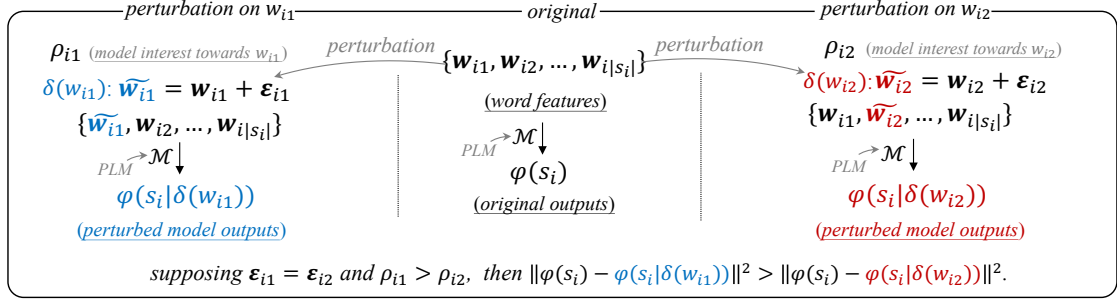 perturbation on w_{i1}
ρ_{i1} (model interest towards w_{i1})
δ(w_{i1}): \widetilde{w_{i1}} = w_{i1} + ε_{i1}
{\widetilde{w_{i1}}, w_{i2}, …, w_{i|s_i|}}
PLM ℳ
φ(s_i|δ(w_{i1}))
(perturbed model outputs)
original
perturbation
perturbation
{w_{i1}, w_{i2}, …, w_{i|s_i|}}
(word features)
PLM ℳ
φ(s_i)
(original outputs)
perturbation on w_{i2}
ρ_{i2} (model interest towards w_{i2})
δ(w_{i2}): \widetilde{w_{i2}} = w_{i2} + ε_{i2}
{w_{i1}, \widetilde{w_{i2}}, …, w_{i|s_i|}}
PLM ℳ
φ(s_i|δ(w_{i2}))
(perturbed model outputs)
supposing ε_{i1} = ε_{i2} and ρ_{i1} > ρ_{i2}, then ‖φ(s_i) − φ(s_i|δ(w_{i1}))‖² > ‖φ(s_i) − φ(s_i|δ(w_{i2}))‖².